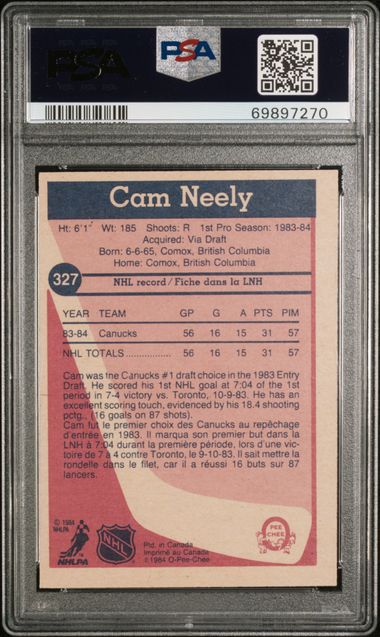 PSA
PSA
69897270
Cam Neely
Ht: 6'1" Wt: 185 Shoots: R 1st Pro Season: 1983-84
Acquired: Via Draft
Born: 6-6-65, Comox, British Columbia
Home: Comox, British Columbia
327
NHL record/Fiche dans la LNH
YEAR TEAM GP G A PTS PIM
83-84 Canucks 56 16 15 31 57
NHL TOTALS................ 56 16 15 31 57
Cam was the Canucks #1 draft choice in the 1983 Entry
Draft. He scored his 1st NHL goal at 7:04 of the 1st
period in 7-4 victory vs. Toronto, 10-9-83. He has an
excellent scoring touch, evidenced by his 18.4 shooting
pctg., (16 goals on 87 shots).
Cam fut le premier choix des Canucks au repêchage
d'entrée en 1983. Il marqua son premier but dans la
LNH à 7:04 durant la première période, lors d'une vic-
toire de 7 à 4 contre Toronto, le 9-10-83. Il sait mettre la
rondelle dans le filet, car il a réussi 16 buts sur 87
lancers.
© 1984
NHLPA
NHLPA
NHL
Ptd. in Canada
Imprimé au Canada
©1984 O-Pee-Chee
O
PEE
CHEE